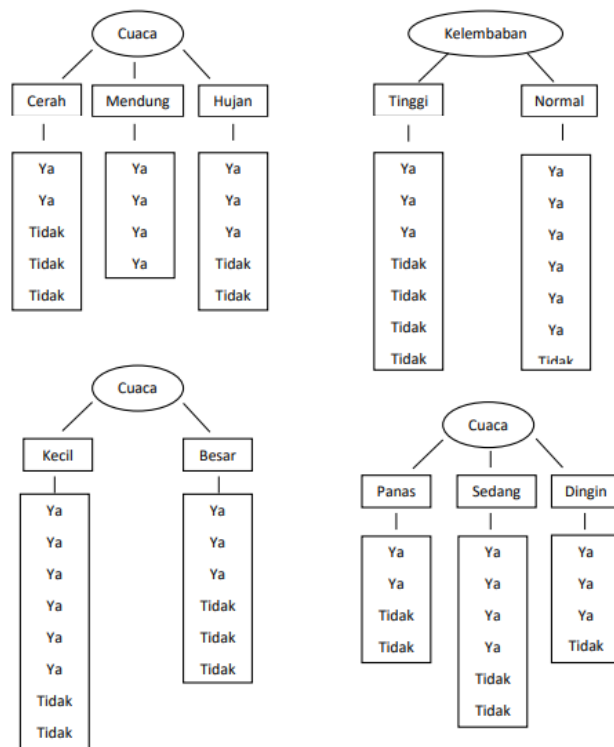 Cuaca
Cerah Mendung Hujan
Ya Ya Ya
Ya Ya Ya
Tidak Ya Ya
Tidak Ya Tidak
Tidak Tidak
Kelembaban
Tinggi Normal
Ya Ya
Ya Ya
Ya Ya
Tidak Ya
Tidak Ya
Tidak Ya
Tidak Tidak
Cuaca
Kecil Besar
Ya Ya
Ya Ya
Ya Ya
Ya Tidak
Ya Tidak
Ya Tidak
Tidak
Tidak
Cuaca
Panas Sedang Dingin
Ya Ya Ya
Ya Ya Ya
Tidak Ya Ya
Tidak Ya Tidak
Tidak
Tidak